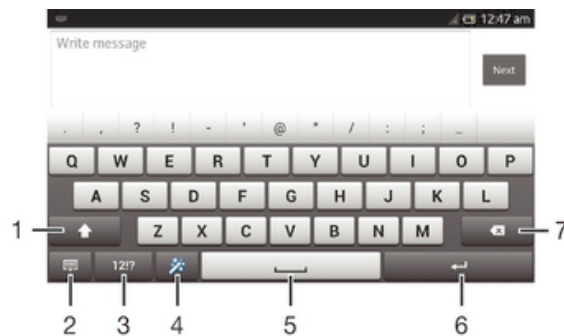 12:47 am
Write message
Next
. , ? ! - ' @ " / : ; _
Q W E R T Y U I O P
A S D F G H J K L
1 Z X C V B N M 7
12!?
2 3 4 5 6